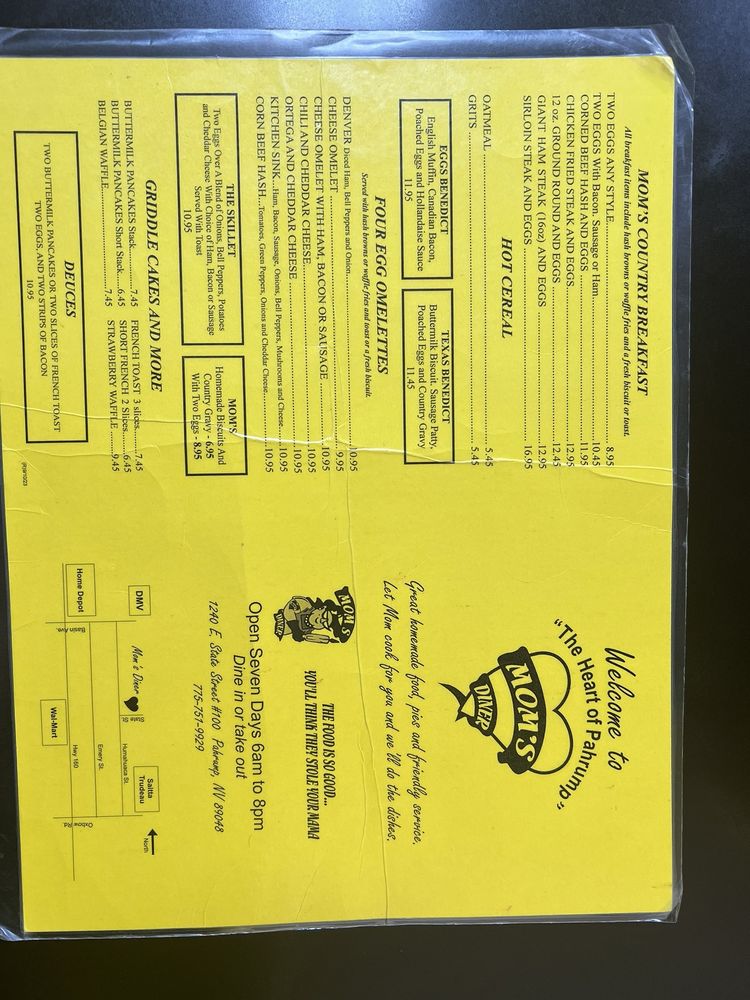 MOM'S COUNTRY BREAKFAST
All breakfast items include hash browns or waffle fries and a fresh biscuit or toast.
TWO EGGS ANY STYLE 8.95
TWO EGGS With Bacon, Sausage or Ham 10.45
CORNED BEEF HASH AND EGGS 11.95
CHICKEN FRIED STEAK AND EGGS 12.95
12 oz. GROUND ROUND AND EGGS 12.45
GIANT HAM STEAK (16oz) AND EGGS 12.95
SIRLOIN STEAK AND EGGS 16.95
HOT CEREAL
OATMEAL 5.45
GRITS 5.45
EGGS BENEDICT
English Muffin, Canadian Bacon,
Poached Eggs and Hollandaise Sauce
11.95
TEXAS BENEDICT
Buttermilk Biscuit, Sausage Patty,
Poached Eggs and Country Gravy
11.45
FOUR EGG OMELETTES
Served with hash browns or waffle fries and toast or a fresh biscuit.
DENVER Diced Ham, Bell Peppers and Onion 10.95
CHEESE OMELET 9.95
CHEESE OMELET WITH HAM, BACON OR SAUSAGE 10.95
CHILI AND CHEDDAR CHEESE 10.95
ORTEGA AND CHEDDAR CHEESE 10.95
KITCHEN SINK...Ham, Bacon, Sausage, Onions, Bell Peppers, Mushrooms and Cheese 10.95
CORN BEEF HASH...Tomatoes, Green Peppers, Onions and Cheddar Cheese 10.95
THE SKILLET
Two Eggs Over A Blend of Onions, Bell Peppers, Potatoes
and Cheddar Cheese With Choice of Ham, Bacon or Sausage
Served With Toast
10.95
MOM'S
Homemade Biscuits And
Country Gravy - 6.95
With Two Eggs - 8.95
GRIDDLE CAKES AND MORE
BUTTERMILK PANCAKES Stack 7.45
BUTTERMILK PANCAKES Short Stack 6.45
BELGIAN WAFFLE 7.45
FRENCH TOAST 3 slices 7.45
SHORT FRENCH 2 Slices 6.45
STRAWBERRY WAFFLE 9.45
DEUCES
TWO BUTTERMILK PANCAKES OR TWO SLICES OF FRENCH TOAST
TWO EGGS, AND TWO STRIPS OF BACON
10.95
Welcome to
"The Heart of Pahrump"
MOM'S
DINER
Great homemade food, pies and friendly service,
Let Mom cook for you and we'll do the dishes.
MOM'S
DINER
THE FOOD IS SO GOOD...
YOU'LL THINK THEY STOLE YOUR MAMA
Open Seven Days 6am to 8pm
Dine in or take out
1240 E. State Street #100 Pahrump, NV 89048
775-751-9929
North
DMV
Mom's Diner
State St.
Saitta
Trudeau
Humahuaca St.
Emery St.
Home Depot
Basin Ave.
Wal-Mart
Hwy 160
Oxbow Rd.